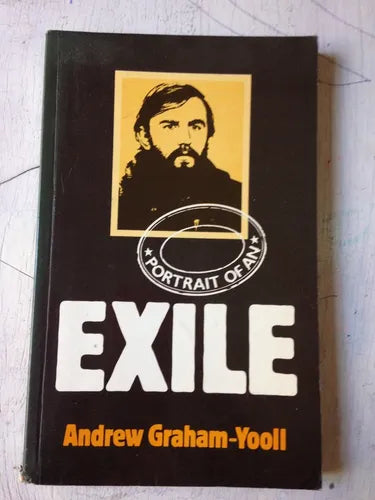 PORTRAIT OF AN
EXILE
Andrew Graham-Yooll